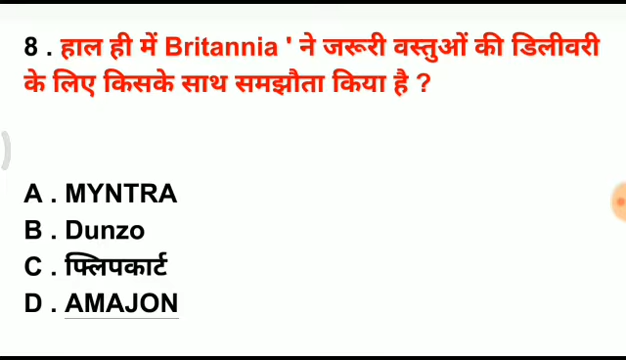 8 . हाल ही में Britannia ' ने जरूरी वस्तुओं की डिलीवरी
के लिए किसके साथ समझौता किया है ?
A . MYNTRA
B . Dunzo
C . फ्लिपकार्ट
D . AMAJON